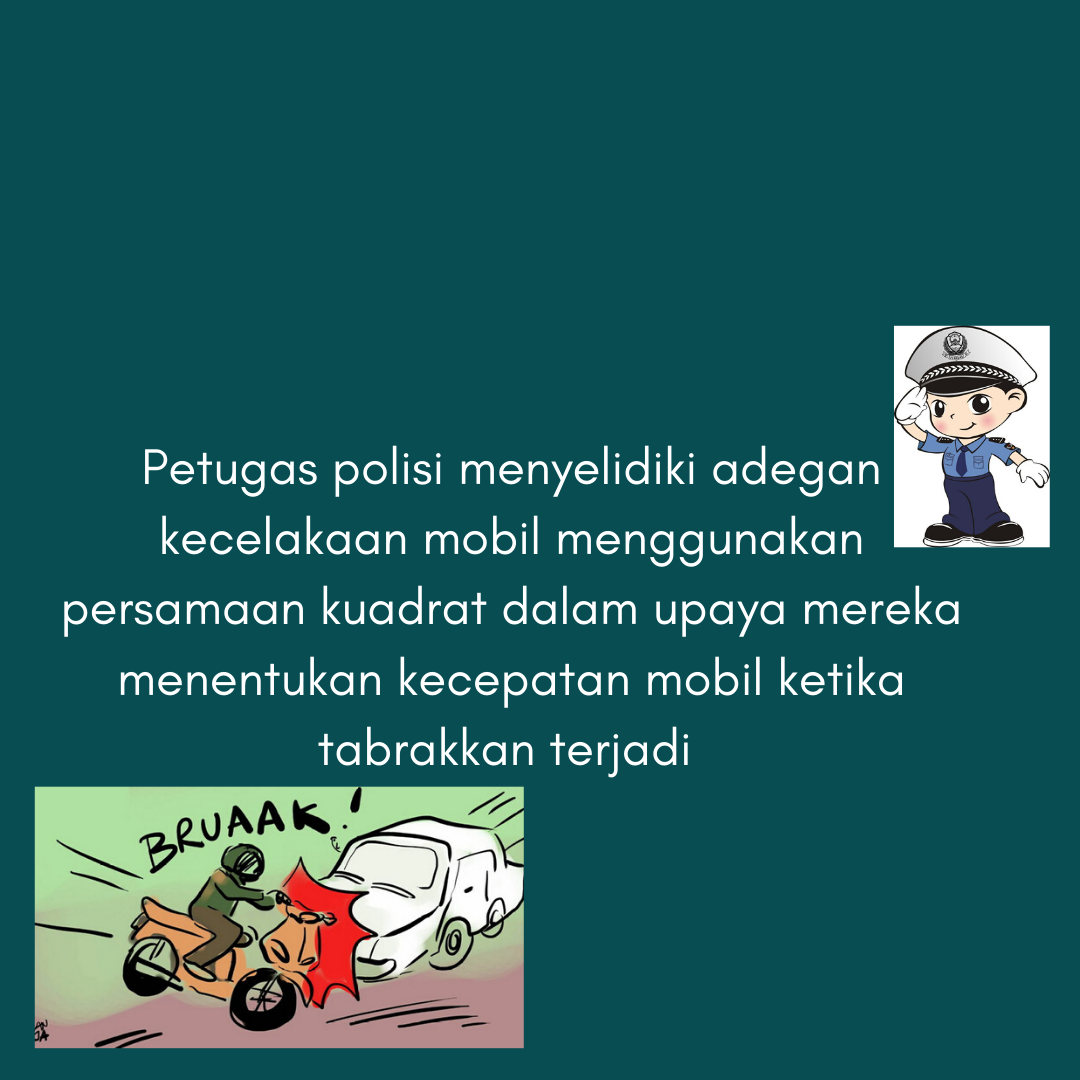 Petugas polisi menyelidiki adegan
kecelakaan mobil menggunakan
persamaan kuadrat dalam upaya mereka
menentukan kecepatan mobil ketika
tabrakkan terjadi
BRUAAK!